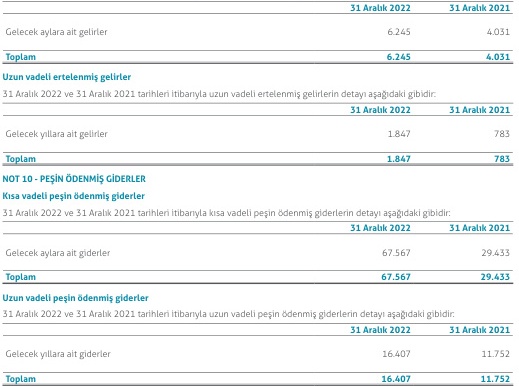 31 Aralık 2022 31 Aralık 2021
Gelecek aylara ait gelirler 6.245 4.031
Toplam 6.245 4.031
Uzun vadeli ertelenmiş gelirler
31 Aralık 2022 ve 31 Aralık 2021 tarihleri itibarıyla uzun vadeli ertelenmiş gelirlerin detayı aşağıdaki gibidir:
31 Aralık 2022 31 Aralık 2021
Gelecek yıllara ait gelirler 1.847 783
Toplam 1.847 783
NOT 10 - PEŞİN ÖDENMİŞ GİDERLER
Kısa vadeli peşin ödenmiş giderler
31 Aralık 2022 ve 31 Aralık 2021 tarihleri itibarıyla kısa vadeli peşin ödenmiş giderlerin detayı aşağıdaki gibidir:
31 Aralık 2022 31 Aralık 2021
Gelecek aylara ait giderler 67.567 29.433
Toplam 67.567 29.433
Uzun vadeli peşin ödenmiş giderler
31 Aralık 2022 ve 31 Aralık 2021 tarihleri itibarıyla uzun vadeli peşin ödenmiş giderlerin detayı aşağıdaki gibidir:
31 Aralık 2022 31 Aralık 2021
Gelecek yıllara ait giderler 16.407 11.752
Toplam 16.407 11.752